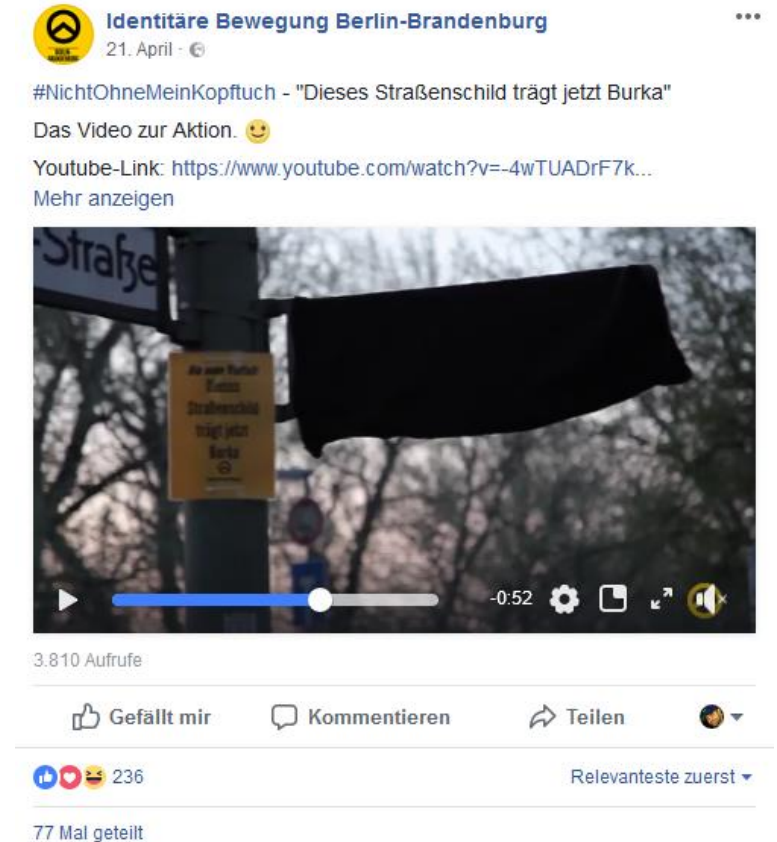 Identitäre Bewegung Berlin-Brandenburg
21. April
#NichtOhneMeinKopftuch - "Dieses Straßenschild trägt jetzt Burka"
Das Video zur Aktion.
Youtube-Link: https://www.youtube.com/watch?v=-4wTUADrF7k...
Mehr anzeigen
-Straße
Dieses
Straßenschild
trägt jetzt
Burka
-0:52
3.810 Aufrufe
Gefällt mir
Kommentieren
Teilen
236
Relevanteste zuerst
77 Mal geteilt